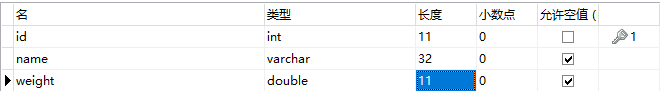 名 类型 长度 小数点 允许空值 (
id int 11 0 1
name varchar 32 0
weight double 11 0